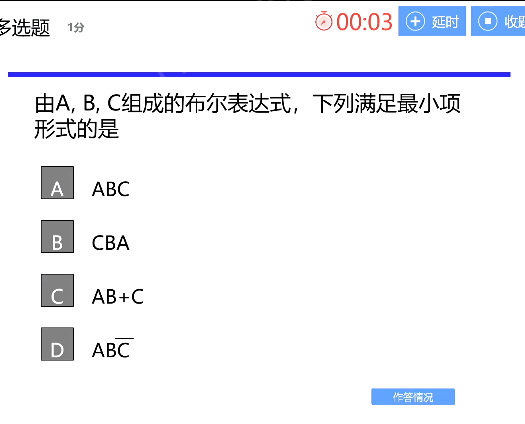 多选题 1分 00:03 延时 收题
由A, B, C组成的布尔表达式，下列满足最小项
形式的是
A ABC
B CBA
C AB+C
D ABC̅
作答情况